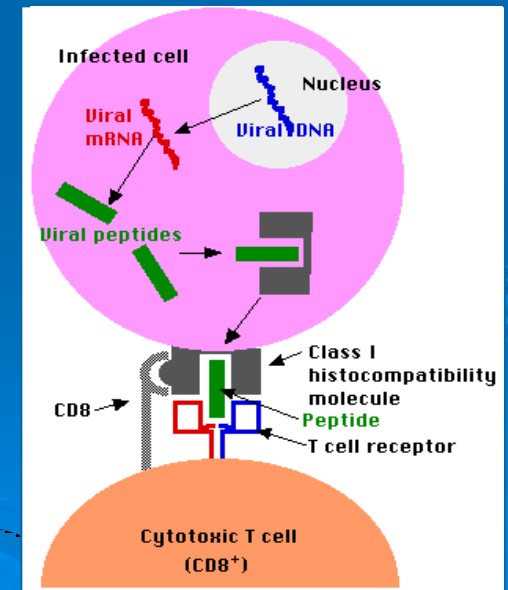 Infected cell
Nucleus
Viral
mRNA
Viral DNA
Viral peptides
Class I
histocompatibility
molecule
CD8
Peptide
T cell receptor
Cytotoxic T cell
(CD8+)